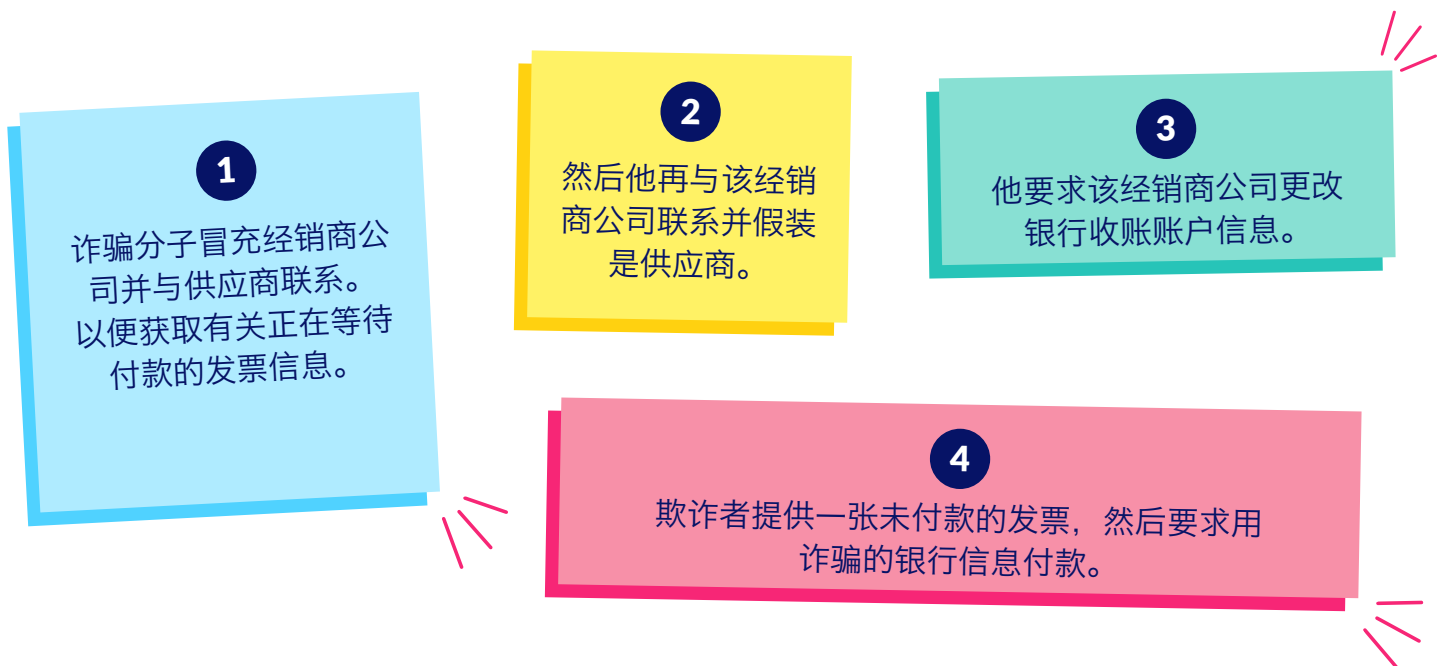 1
诈骗分子冒充经销商公
司并与供应商联系。
以便获取有关正在等待
付款的发票信息。
2
然后他再与该经销
商公司联系并假装
是供应商。
3
他要求该经销商公司更改
银行收账账户信息。
4
欺诈者提供一张未付款的发票，然后要求用
诈骗的银行信息付款。